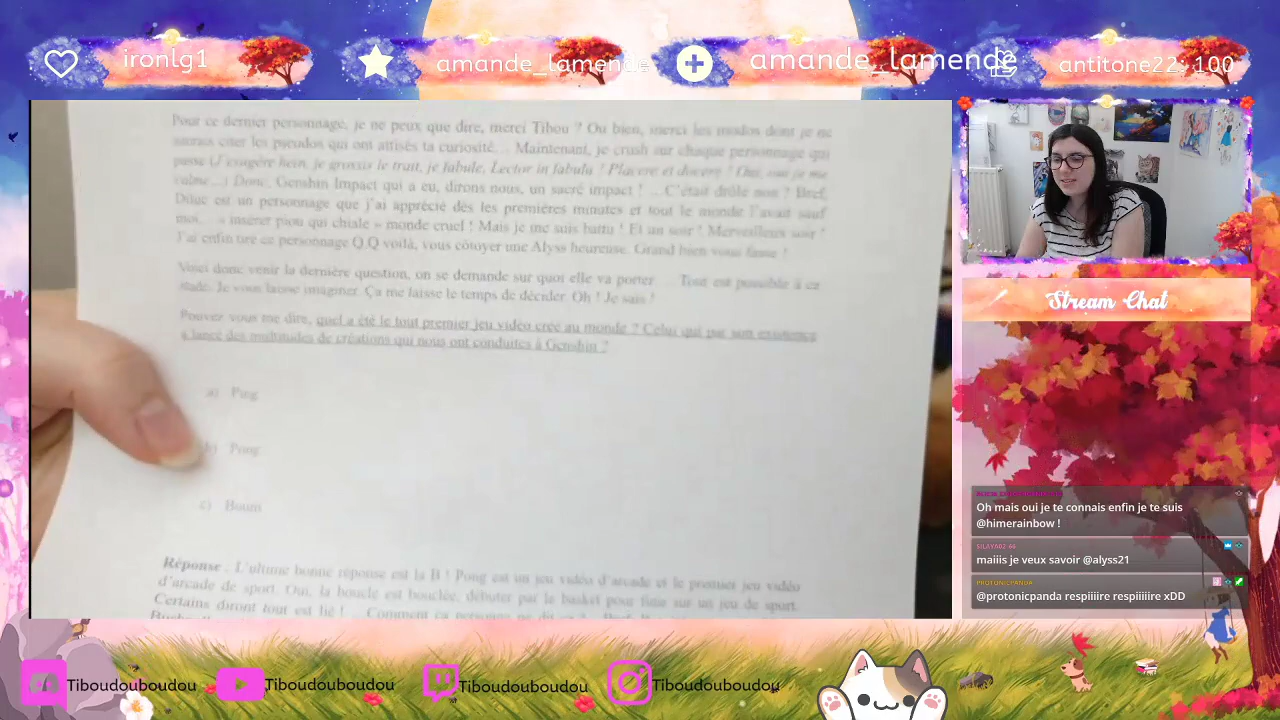 ironlg1
amande_lamende
amande_lamende
antitone22: 100
Pour ce dernier personnage, je ne peux que dire, merci Tibou ? Ou bien, merci les modos dont je ne
saurais citer les pseudos qui ont attisés ta curiosité... Maintenant, je crush sur chaque personnage qui
passe (J'exagère hein, je grossis le trait, je fabule, Lector in fabula ! Placere et docere ! Oui, oui je me
calme...) Donc, Genshin Impact qui a eu, dirons nous, un sacré impact ! ... C'était drôle non ? Bref,
Diluc est un personnage que j'ai apprécié dès les premières minutes et tout le monde l'avait sauf
moi... « insérer piou qui chiale » monde cruel ! Mais je me suis battu ! Et un soir ! Merveilleux soir !
J'ai enfin tiré ce personnage Q.Q voilà, vous côtoyer une Alyss heureuse. Grand bien vous fasse !
Voici donc venir la dernière question, on se demande sur quoi elle va porter ... Tout est possible à ce
stade. Je vous laisse imaginer. Ça me laisse le temps de décider. Oh ! Je sais !
Pouvez vous me dire, quel a été le tout premier jeu vidéo créé au monde ? Celui qui par son existence
a lancé des multitudes de créations qui nous ont conduites à Genshin ?
a) Ping
b) Pong
c) Boum
Réponse : L'ultime bonne réponse est la B ! Pong est un jeu vidéo d'arcade et le premier jeu vidéo
d'arcade de sport. Oui, la boucle est bouclée, débuter par le basket pour finir sur un jeu de sport.
Certains diront tout est lié ! ... Comment ça personne ne dit ça ?
Stream Chat
Oh mais oui je te connais enfin je te suis
@himerainbow !
maiiis je veux savoir @alyss21
PROTONICPANDA
@protonicpanda respiiiire respiiiiire xDD
Tiboudouboudou
Tiboudouboudou
Tiboudouboudou
Tiboudouboudou